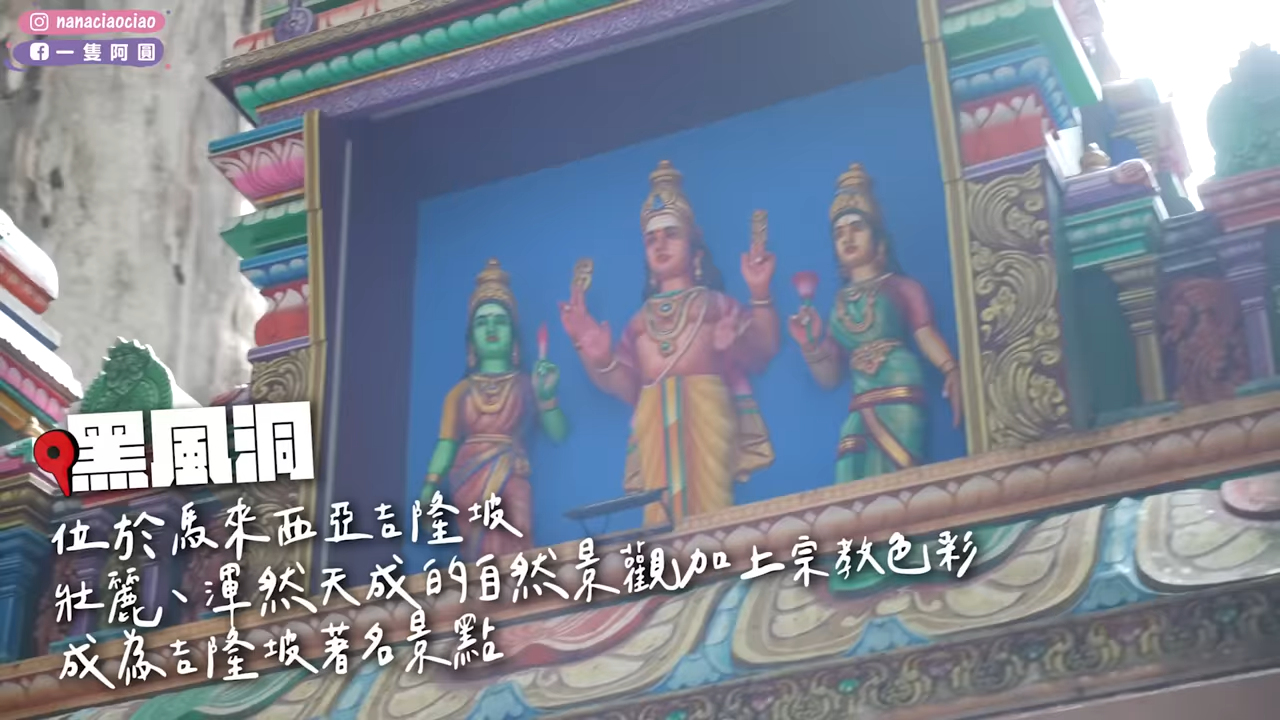 nanaciaociao
一隻阿圓
黑風洞
位於馬來西亞吉隆坡
壯麗、渾然天成的自然景觀加上宗教色彩
成為吉隆坡著名景點